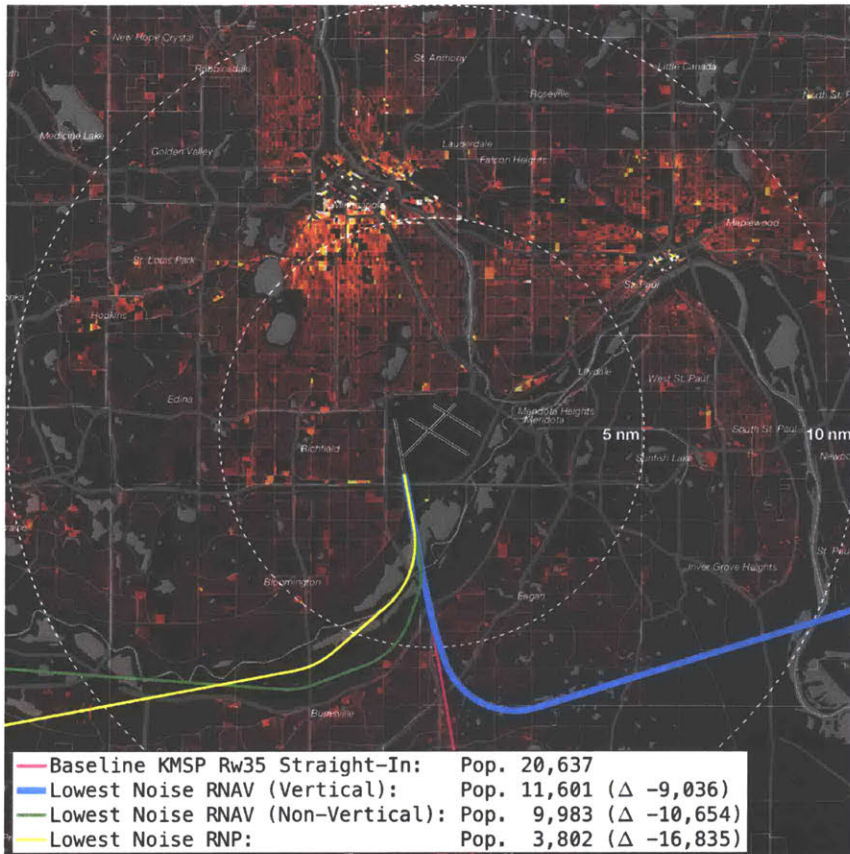 New Hope Crystal
Robbinsdale
St. Anthony
Little Canada
Roseville
North St. P
Medicine Lake
Golden Valley
Lauderdale
Falcon Heights
Maplewood
St. Louis Park
St. Paul
Hopkins
Lilydale
West St. Paul
Edina
Mendota Heights
Mendota
Richfield
5 nm
South St. Paul
10 nm
Sunfish Lake
Newpo
St. Pau
Bloomington
Inver Grove Heights
Eagan
Burnsville
Baseline KMSP Rw35 Straight-In: Pop. 20,637
Lowest Noise RNAV (Vertical): Pop. 11,601 (Δ -9,036)
Lowest Noise RNAV (Non-Vertical): Pop. 9,983 (Δ -10,654)
Lowest Noise RNP: Pop. 3,802 (Δ -16,835)